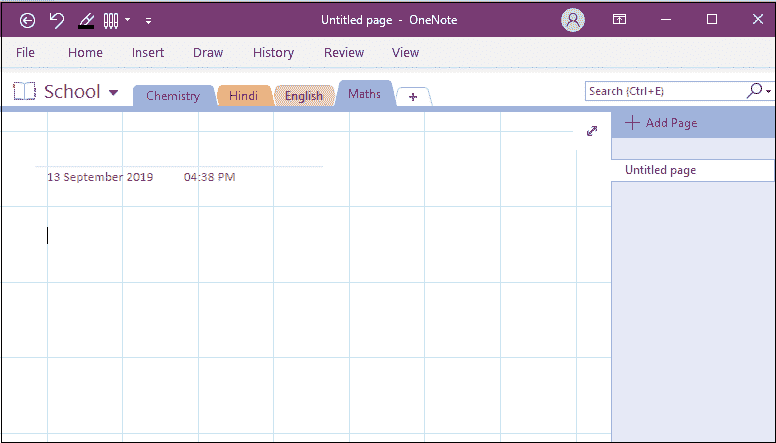 Untitled page - OneNote
File Home Insert Draw History Review View
School Chemistry Hindi English Maths + Search (Ctrl+E)
Add Page
Untitled page
13 September 2019 04:38 PM